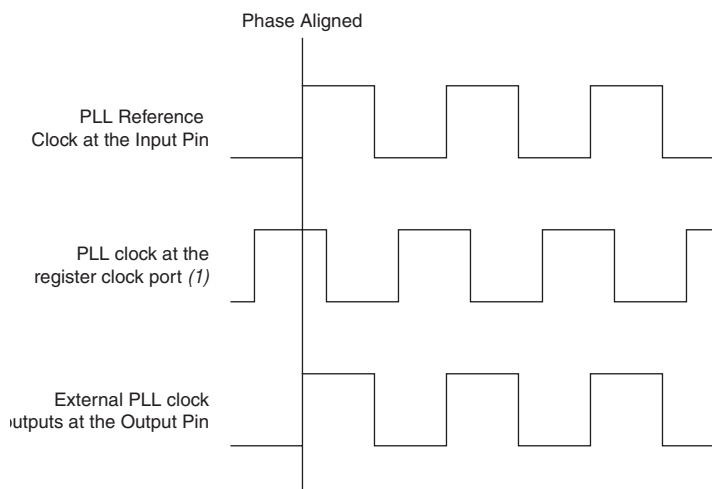 Phase Aligned
PLL Reference
Clock at the Input Pin
PLL clock at the
register clock port (1)
External PLL clock
at the Output Pin